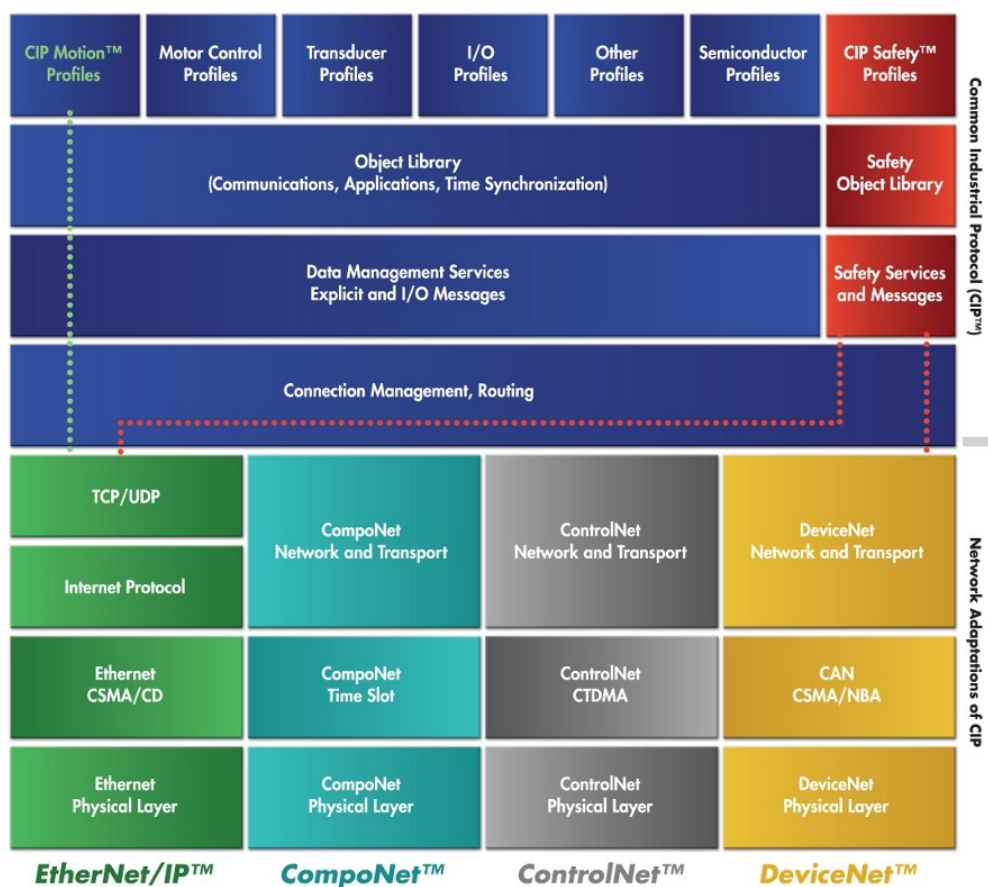 CIP Motion™
Profiles
Motor Control
Profiles
Transducer
Profiles
I/O
Profiles
Other
Profiles
Semiconductor
Profiles
CIP Safety™
Profiles
Object Library
(Communications, Applications, Time Synchronization)
Safety
Object Library
Data Management Services
Explicit and I/O Messages
Safety Services
and Messages
Connection Management, Routing
Common Industrial Protocol (CIP™)
TCP/UDP
Internet Protocol
CompoNet
Network and Transport
ControlNet
Network and Transport
DeviceNet
Network and Transport
Ethernet
CSMA/CD
CompoNet
Time Slot
ControlNet
CTDMA
CAN
CSMA/NBA
Ethernet
Physical Layer
CompoNet
Physical Layer
ControlNet
Physical Layer
DeviceNet
Physical Layer
Network Adaptations of CIP
EtherNet/IP™
CompoNet™
ControlNet™
DeviceNet™